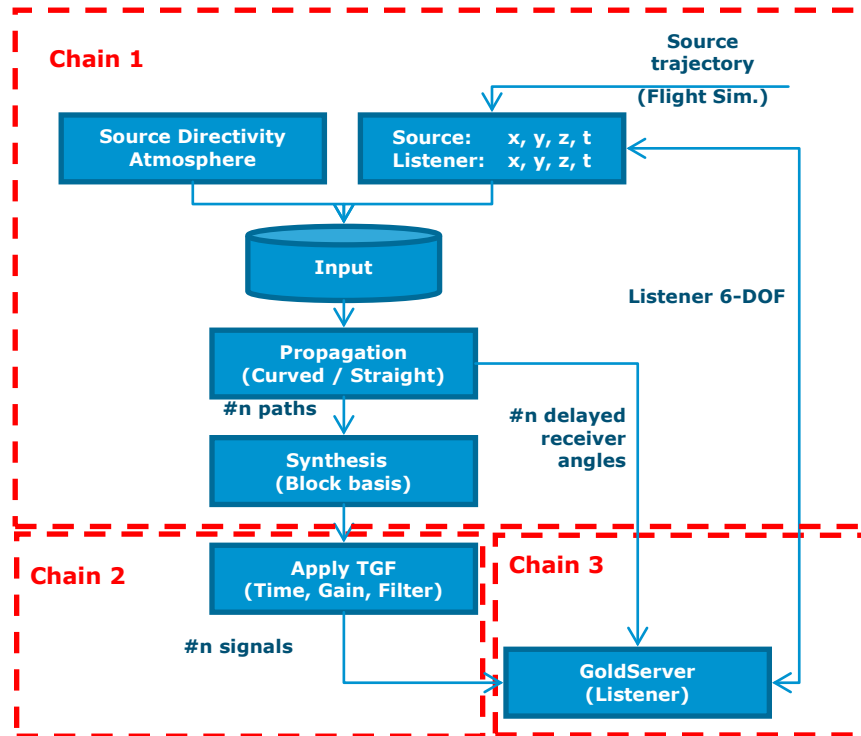 Chain 1
Source
trajectory
(Flight Sim.)
Source Directivity
Atmosphere
Source: x, y, z, t
Listener: x, y, z, t
Input
Listener 6-DOF
Propagation
(Curved / Straight)
#n paths
#n delayed
receiver
angles
Synthesis
(Block basis)
Chain 2
Apply TGF
(Time, Gain, Filter)
Chain 3
#n signals
GoldServer
(Listener)